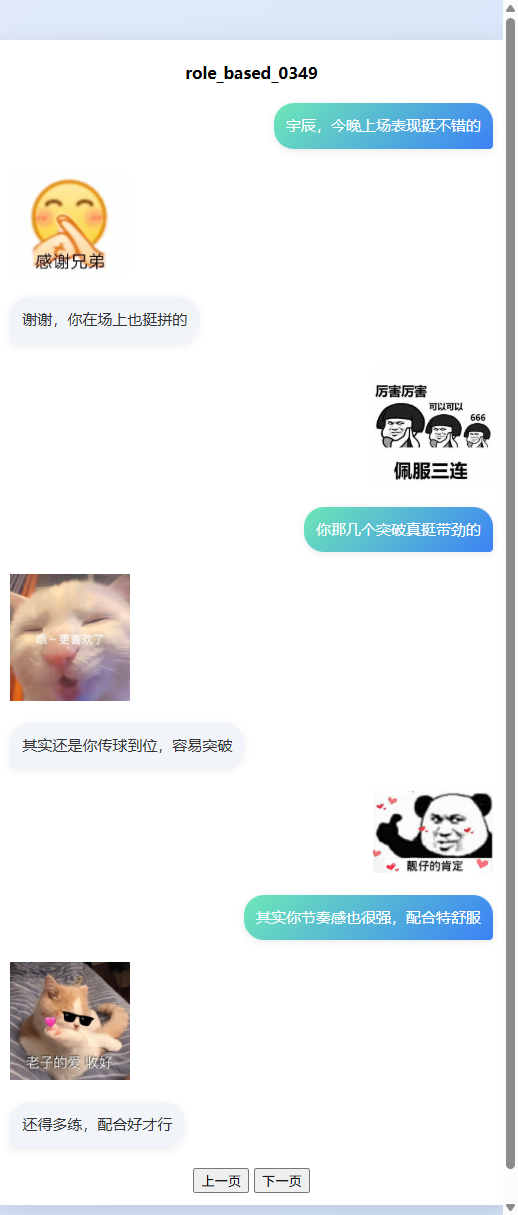 role_based_0349
宇辰，今晚上场表现挺不错的
感谢兄弟
谢谢，你在场上也挺拼的
厉害厉害
可以可以
666
佩服三连
你那几个突破真挺带劲的
哦~更喜欢了
其实还是你传球到位，容易突破
靓仔的肯定
其实你节奏感也很强，配合特舒服
老子的爱 收好
还得多练，配合好才行
上一页 下一页